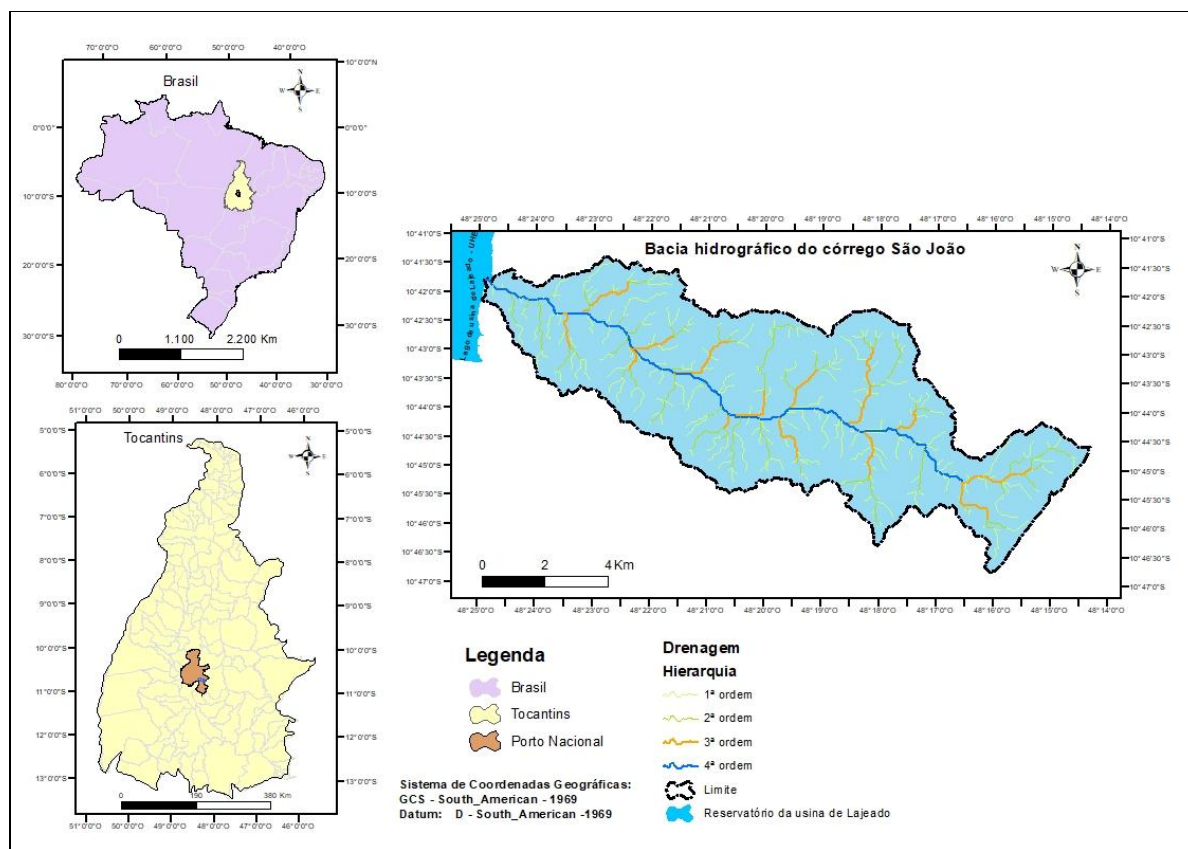 70°0'0"O 60°0'0"O 50°0'0"O 40°0'0"O
Brasil
N
W E
S
10°0'0"N
0°0'0" 0°0'0"
10°0'0"S 10°0'0"S
20°0'0"S 20°0'0"S
30°0'0"S 30°0'0"S
0 1.100 2.200 Km
80°0'0"O 70°0'0"O 60°0'0"O 50°0'0"O 40°0'0"O 30°0'0"O
51°0'0"O 50°0'0"O 49°0'0"O 48°0'0"O 47°0'0"O 46°0'0"O
Tocantins
N
W E
S
5°0'0"S 5°0'0"S
6°0'0"S 6°0'0"S
7°0'0"S 7°0'0"S
8°0'0"S 8°0'0"S
9°0'0"S 9°0'0"S
10°0'0"S 10°0'0"S
11°0'0"S 11°0'0"S
12°0'0"S 12°0'0"S
13°0'0"S 13°0'0"S
0 190 380 Km
51°0'0"O 50°0'0"O 49°0'0"O 48°0'0"O 47°0'0"O 46°0'0"O
48°25'0"O 48°24'0"O 48°23'0"O 48°22'0"O 48°21'0"O 48°20'0"O 48°19'0"O 48°18'0"O 48°17'0"O 48°16'0"O 48°15'0"O 48°14'0"O
Bacia hidrográfico do córrego São João
N
W E
S
Lago da usina de Lajeado - UHE
10°41'0"S 10°41'0"S
10°41'30"S 10°41'30"S
10°42'0"S 10°42'0"S
10°42'30"S 10°42'30"S
10°43'0"S 10°43'0"S
10°43'30"S 10°43'30"S
10°44'0"S 10°44'0"S
10°44'30"S 10°44'30"S
10°45'0"S 10°45'0"S
10°45'30"S 10°45'30"S
10°46'0"S 10°46'0"S
10°46'30"S 10°46'30"S
10°47'0"S 10°47'0"S
0 2 4 Km
48°25'0"O 48°24'0"O 48°23'0"O 48°22'0"O 48°21'0"O 48°20'0"O 48°19'0"O 48°18'0"O 48°17'0"O 48°16'0"O 48°15'0"O 48°14'0"O
Legenda
Brasil
Tocantins
Porto Nacional
Sistema de Coordenadas Geográficas:
GCS - South_American - 1969
Datum: D - South_American -1969
Drenagem
Hierarquia
1ª ordem
2ª ordem
3ª ordem
4ª ordem
Limite
Reservatório da usina de Lajeado